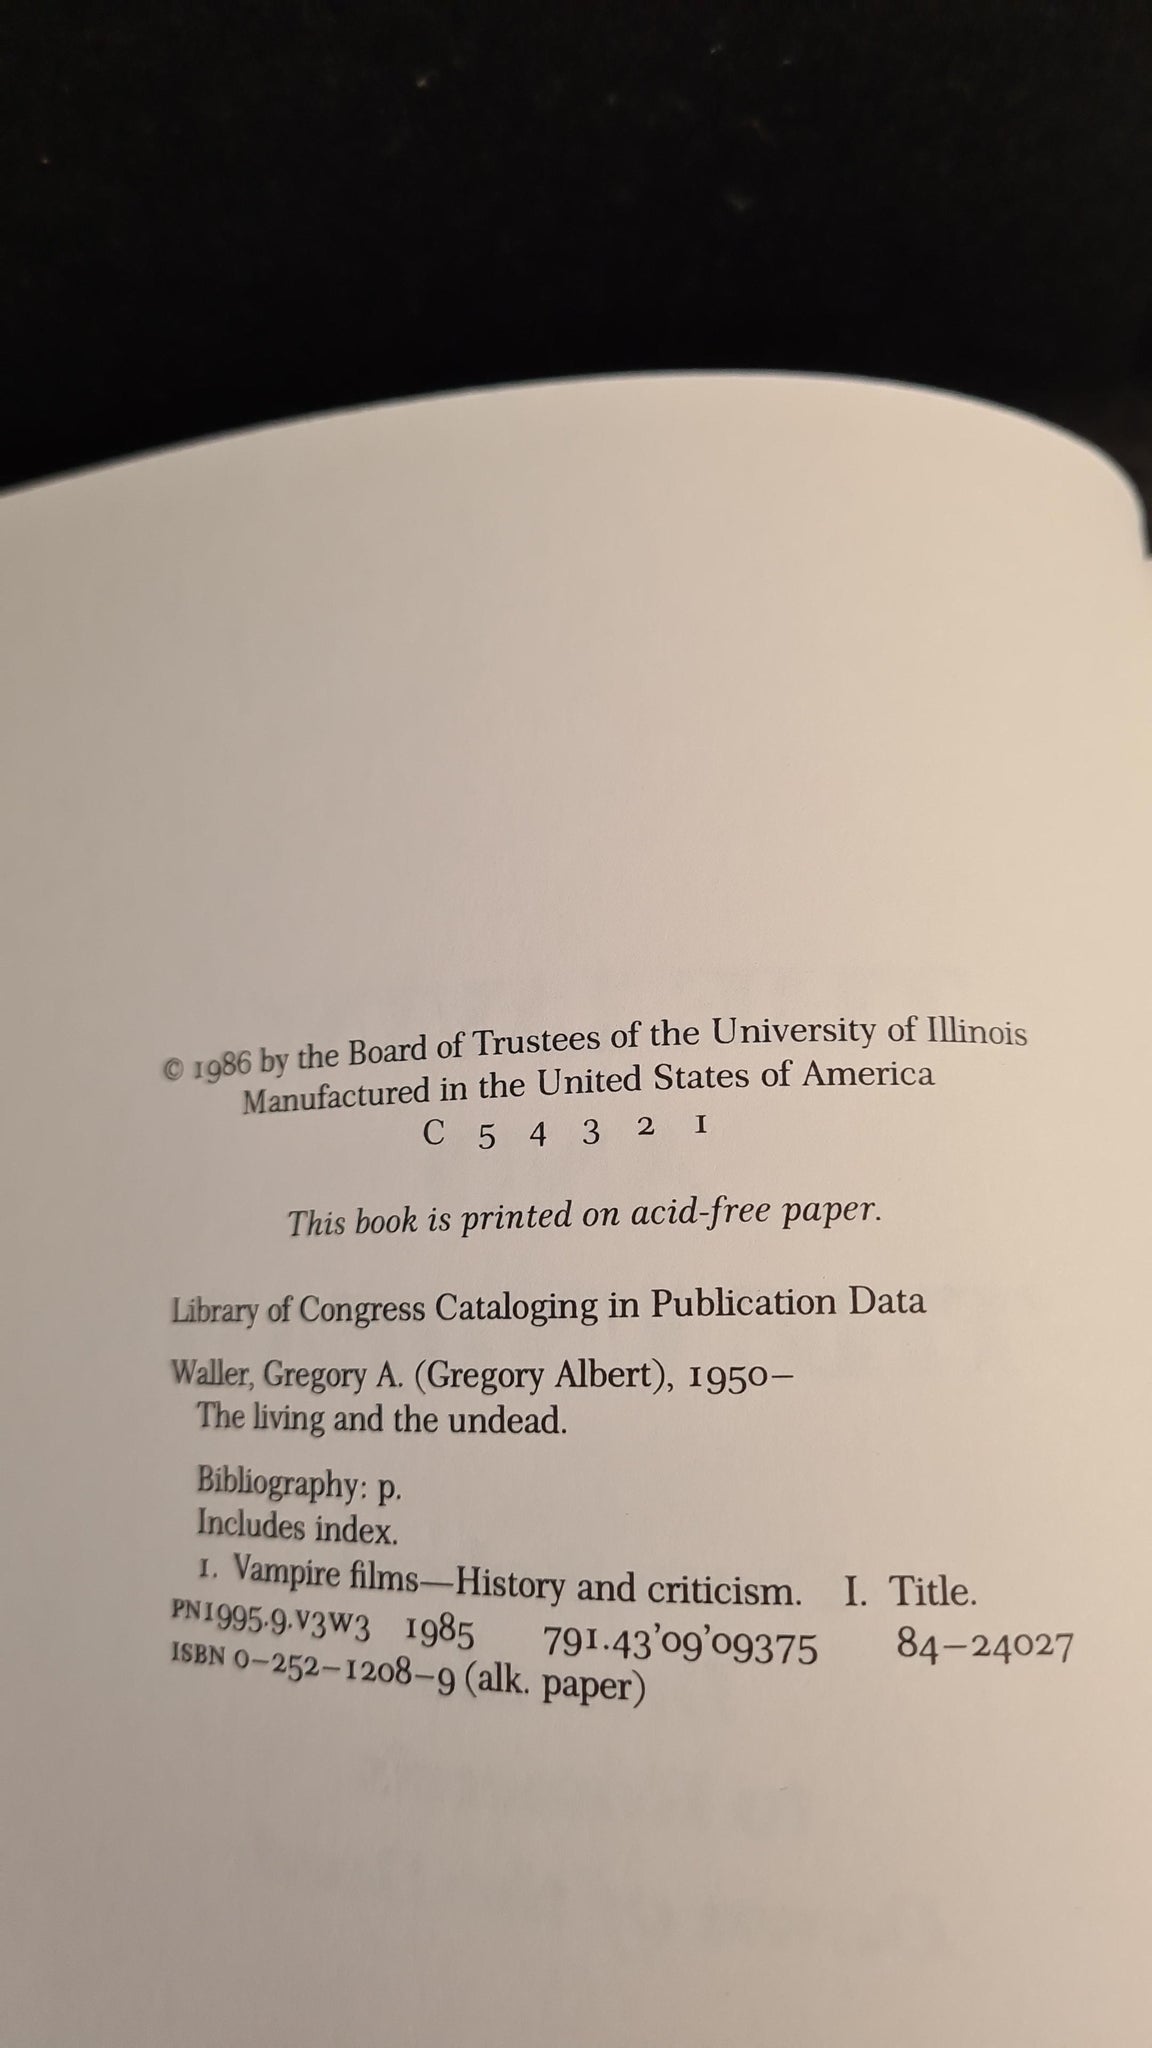 © 1986 by the Board of Trustees of the University of Illinois
Manufactured in the United States of America
C 5 4 3 2 1
This book is printed on acid-free paper.
Library of Congress Cataloging in Publication Data
Waller, Gregory A. (Gregory Albert), 1950–
The living and the undead.
Bibliography: p.
Includes index.
1. Vampire films—History and criticism. I. Title.
PN1995.9.V3W3 1985 791.43'09'09375 84–24027
ISBN 0–252–1208–9 (alk. paper)